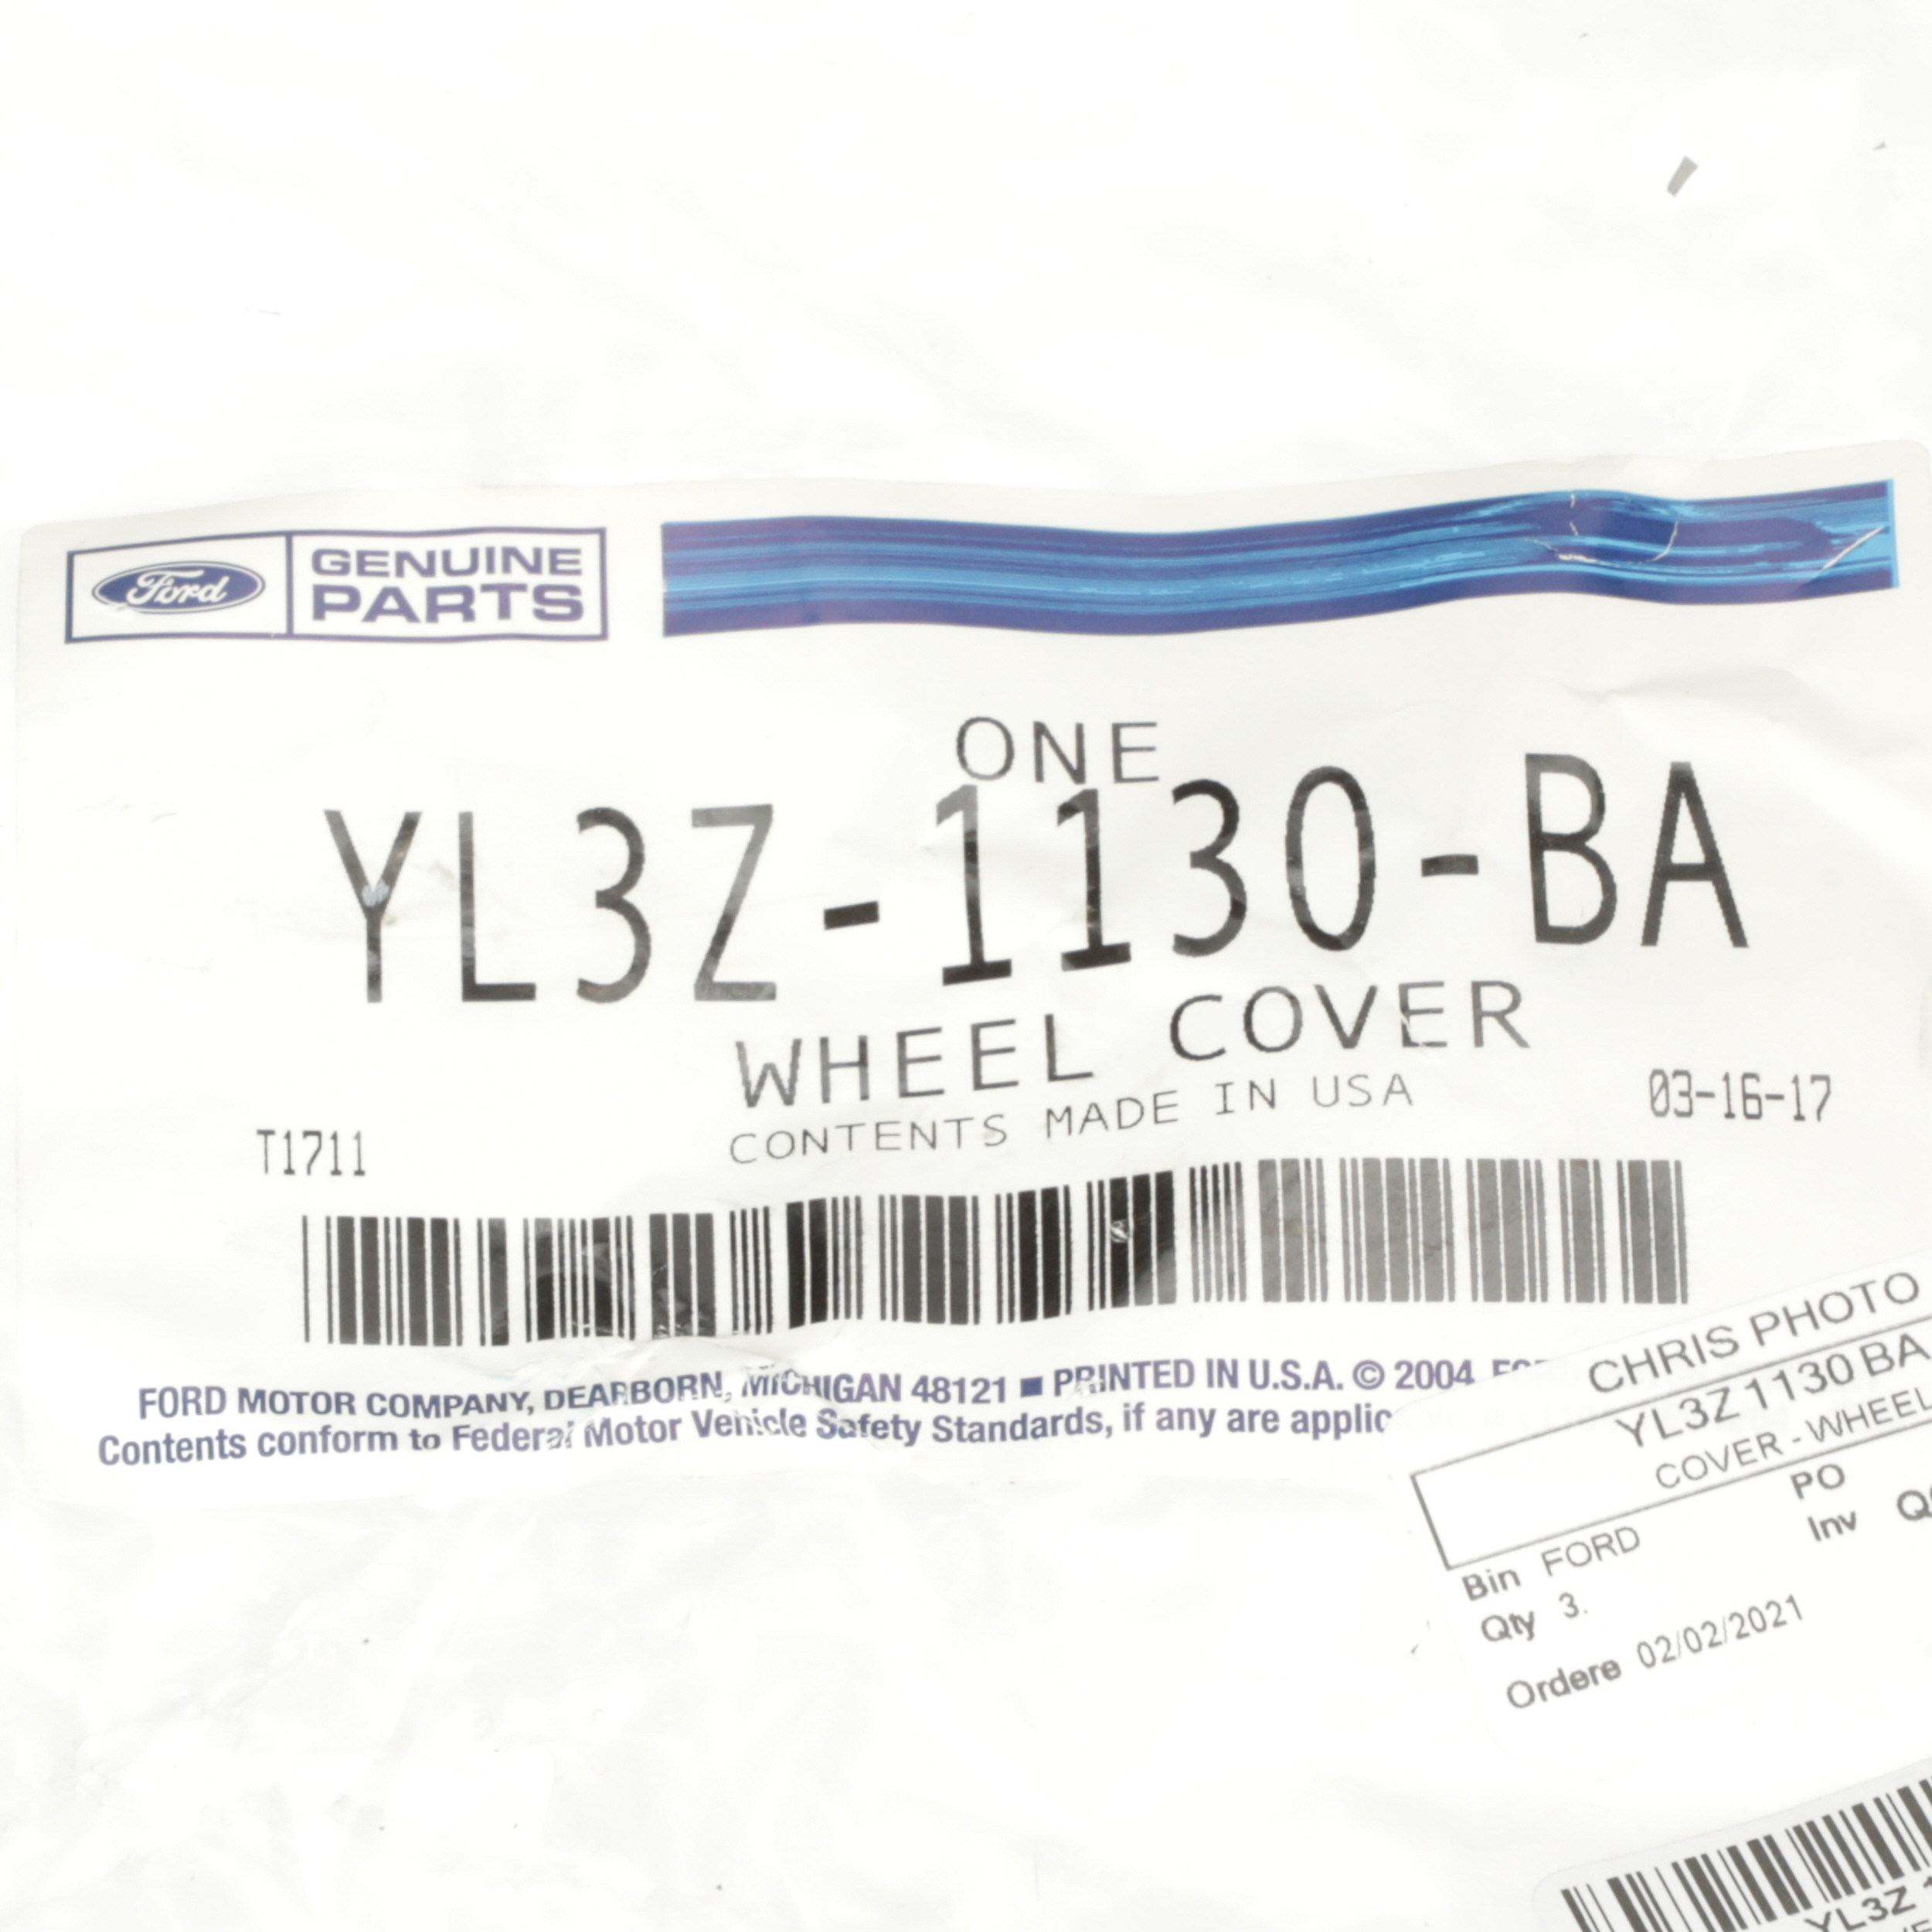 Ford GENUINE
PARTS
ONE
YL3Z-1130-BA
WHEEL COVER
CONTENTS MADE IN USA
T1711
03-16-17
FORD MOTOR COMPANY, DEARBORN, MICHIGAN 48121 ■ PRINTED IN U.S.A. © 2004
Contents conform to Federal Motor Vehicle Safety Standards, if any are
CHRIS PHOTO
YL3Z 1130 BA
COVER - WHEEL
PO
Inv
Bin FORD
Qty 3.
Ordere 02/02/2021
YL3Z